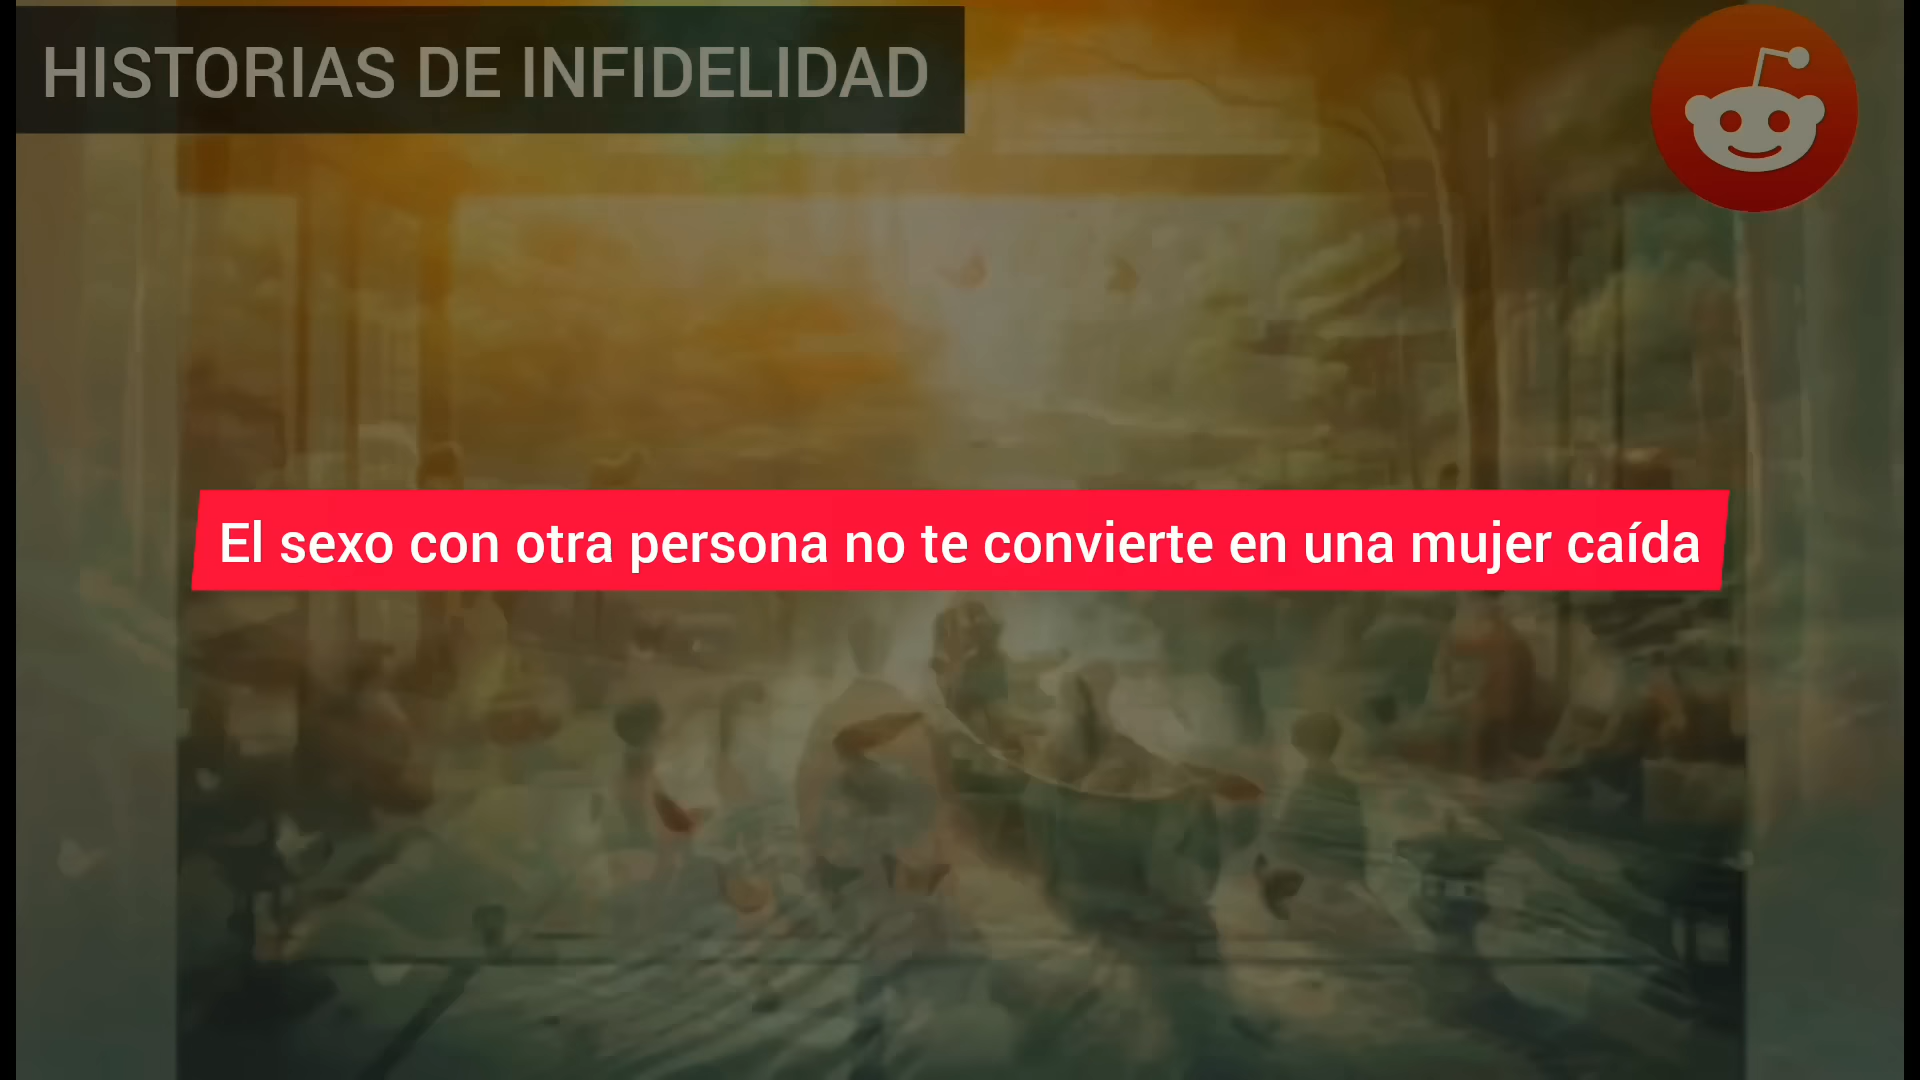 HISTORIAS DE INFIDELIDAD
El sexo con otra persona no te convierte en una mujer caída